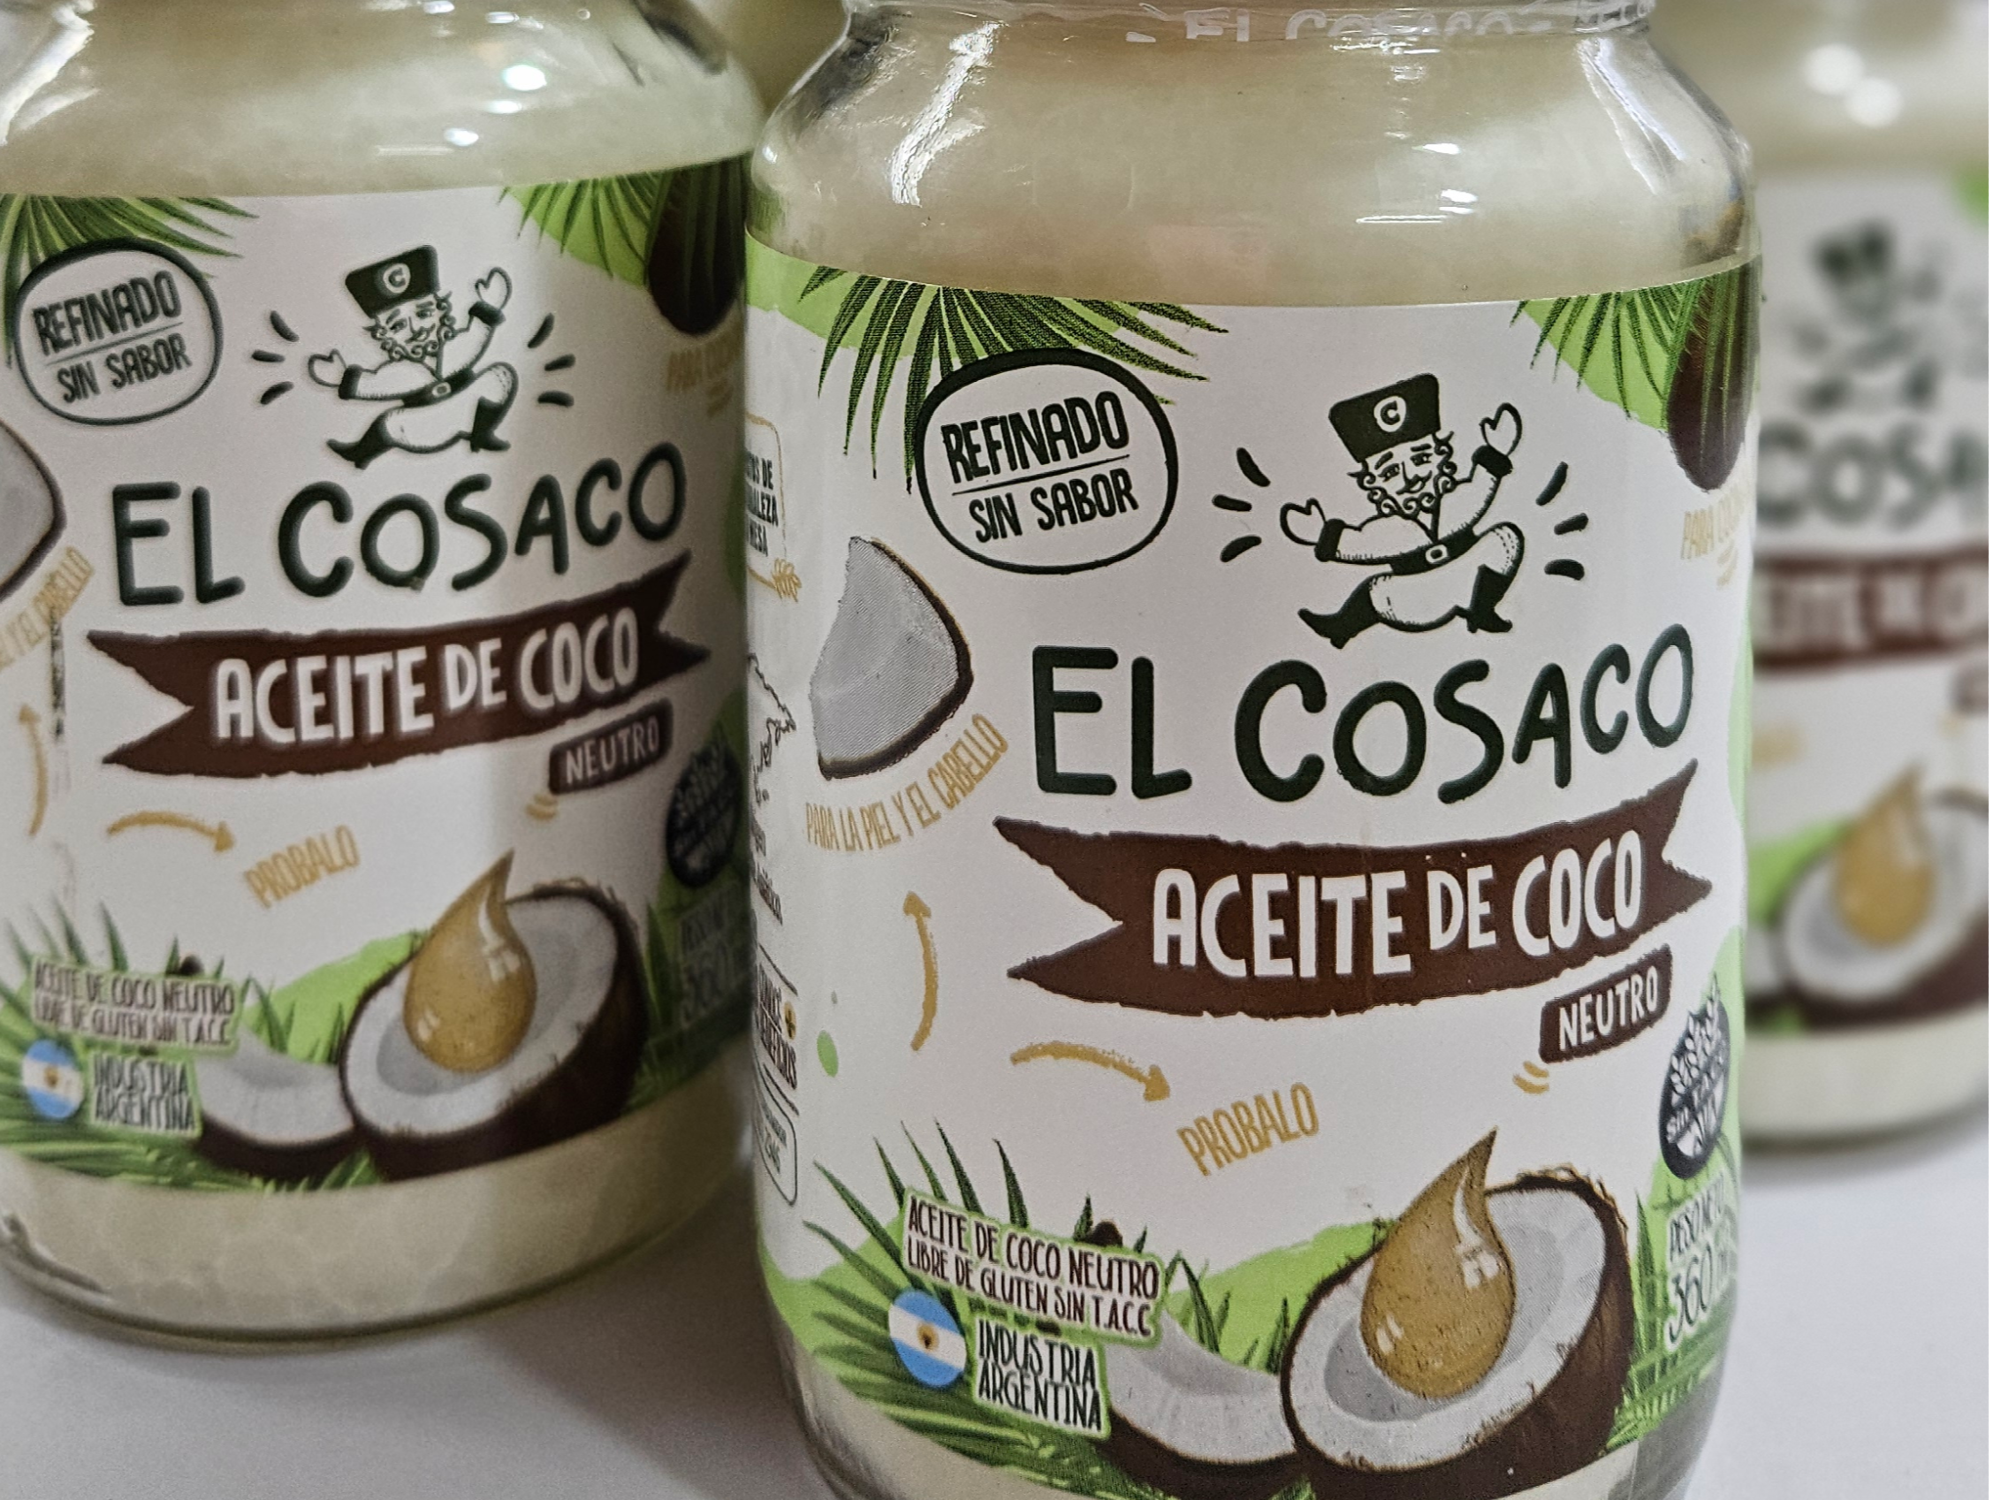 REFINADO
SIN SABOR
EL COSACO
ACEITE DE COCO
NEUTRO
PROBALO
ACEITE DE COCO NEUTRO
LIBRE DE GLUTEN SIN T.A.C.C
INDUSTRIA
ARGENTINA
EL COSACO
REFINADO
SIN SABOR
C
EL COSACO
ACEITE DE COCO
NEUTRO
PARA LA PIEL Y EL CABELLO
PROBALO
ACEITE DE COCO NEUTRO
LIBRE DE GLUTEN SIN T.A.C.C
INDUSTRIA
ARGENTINA
PESO NETO
360